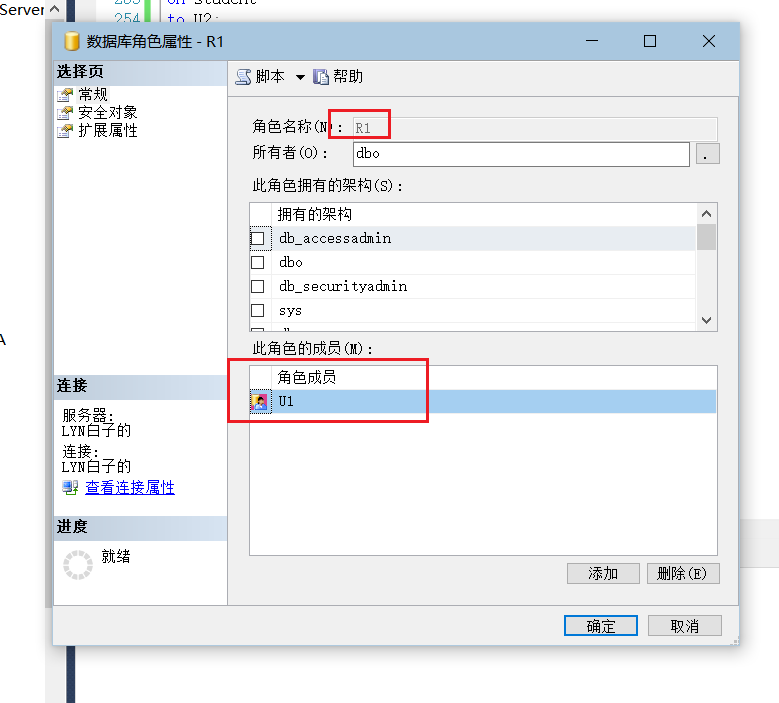 Server
253
on student
254
to U2;
数据库角色属性 - R1
选择页
常规
安全对象
扩展属性
脚本
帮助
角色名称(N):
R1
所有者(O):
dbo
.
此角色拥有的架构(S):
拥有的架构
db_accessadmin
dbo
db_securityadmin
sys
此角色的成员(M):
角色成员
U1
连接
服务器:
LYN白子的
连接:
LYN白子的
查看连接属性
进度
就绪
添加
删除(E)
确定
取消
A